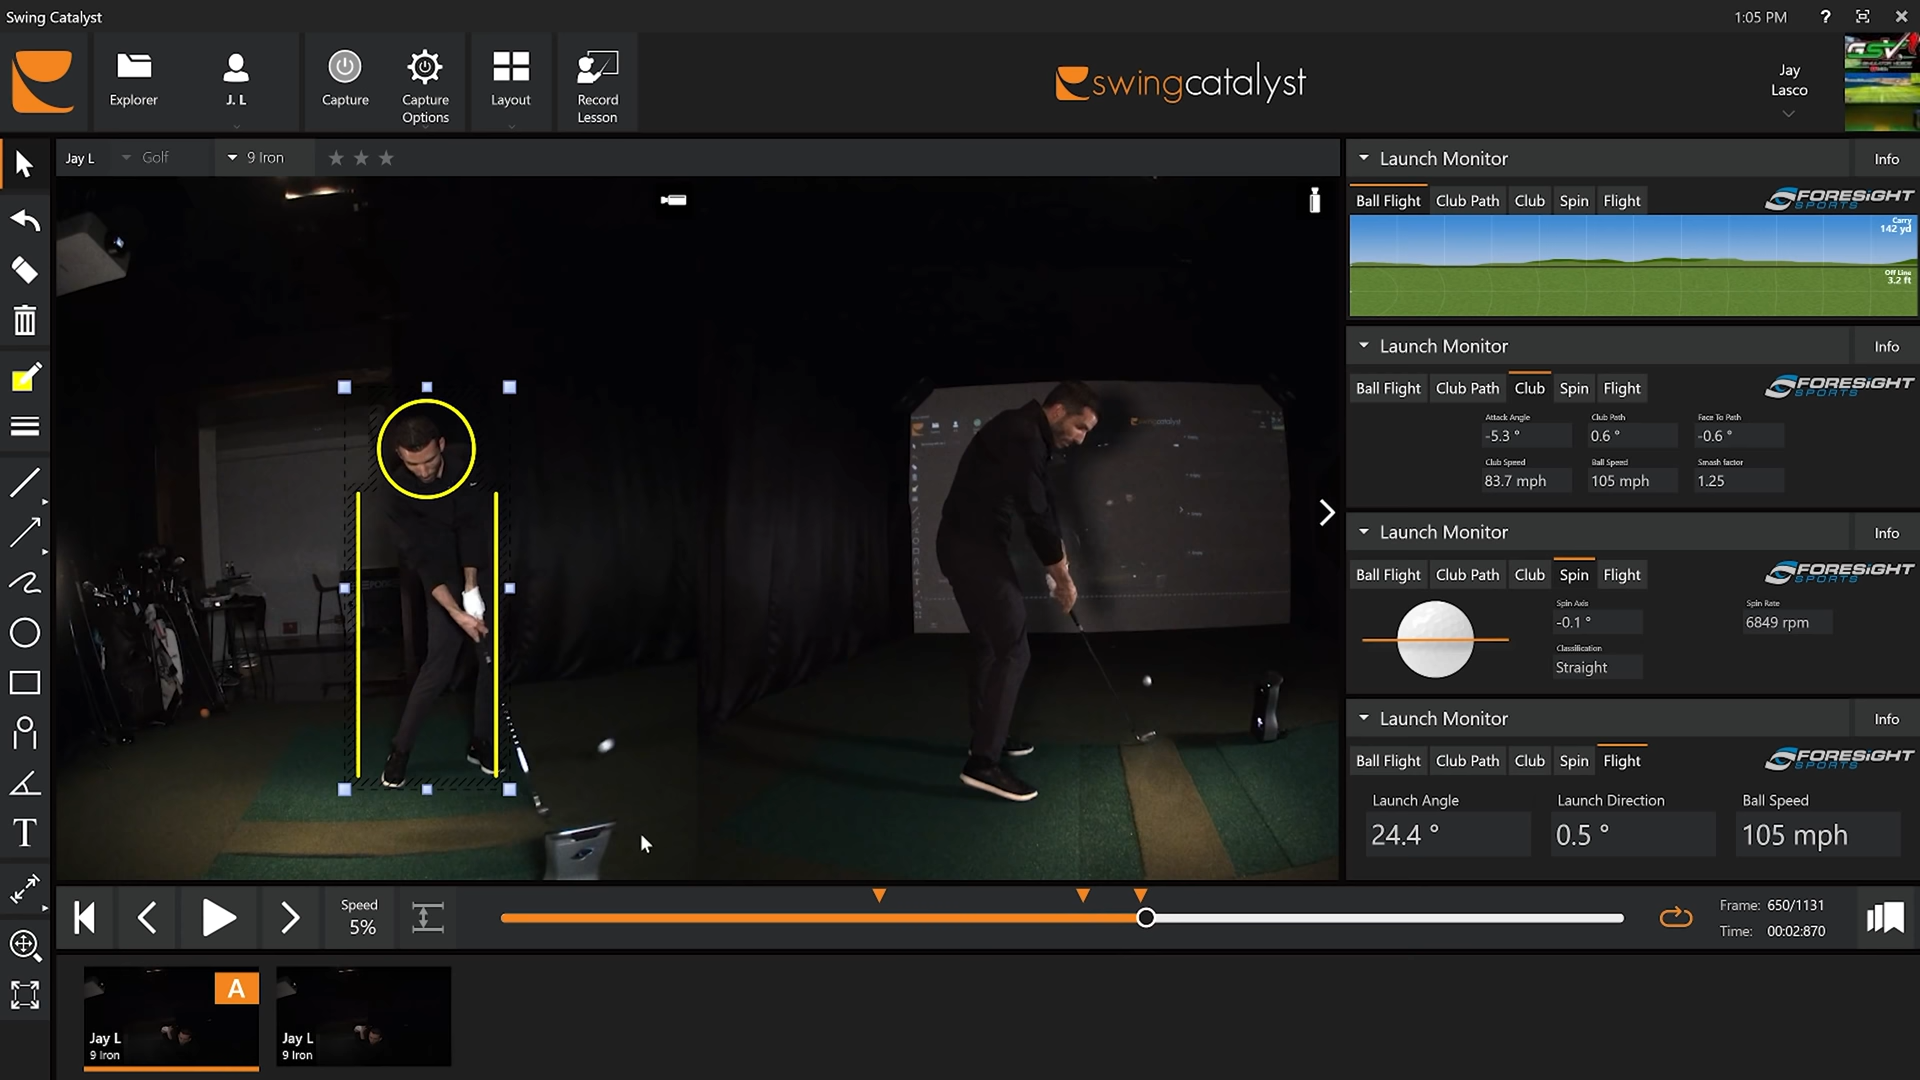 Swing Catalyst
1:05 PM
?
Explorer
J. L
Capture
Capture
Options
Layout
Record
Lesson
swingcatalyst
Jay
Lasco
GSV
Jay L
Golf
9 Iron
Launch Monitor
Info
Ball Flight
Club Path
Club
Spin
Flight
FORESIGHT
SPORTS
Carry
142 yd
Off Line
3.2 ft
Launch Monitor
Info
Ball Flight
Club Path
Club
Spin
Flight
FORESIGHT
SPORTS
Attack Angle
Club Path
Face To Path
-5.3 °
0.6 °
-0.6 °
Club Speed
Ball Speed
Smash factor
83.7 mph
105 mph
1.25
Launch Monitor
Info
Ball Flight
Club Path
Club
Spin
Flight
FORESIGHT
SPORTS
Spin Axis
Spin Rate
-0.1 °
6849 rpm
Classification
Straight
Launch Monitor
Info
Ball Flight
Club Path
Club
Spin
Flight
FORESIGHT
SPORTS
Launch Angle
Launch Direction
Ball Speed
24.4 °
0.5 °
105 mph
T
Speed
5%
Frame: 650/1131
Time: 00:02:870
A
Jay L
9 Iron
Jay L
9 Iron